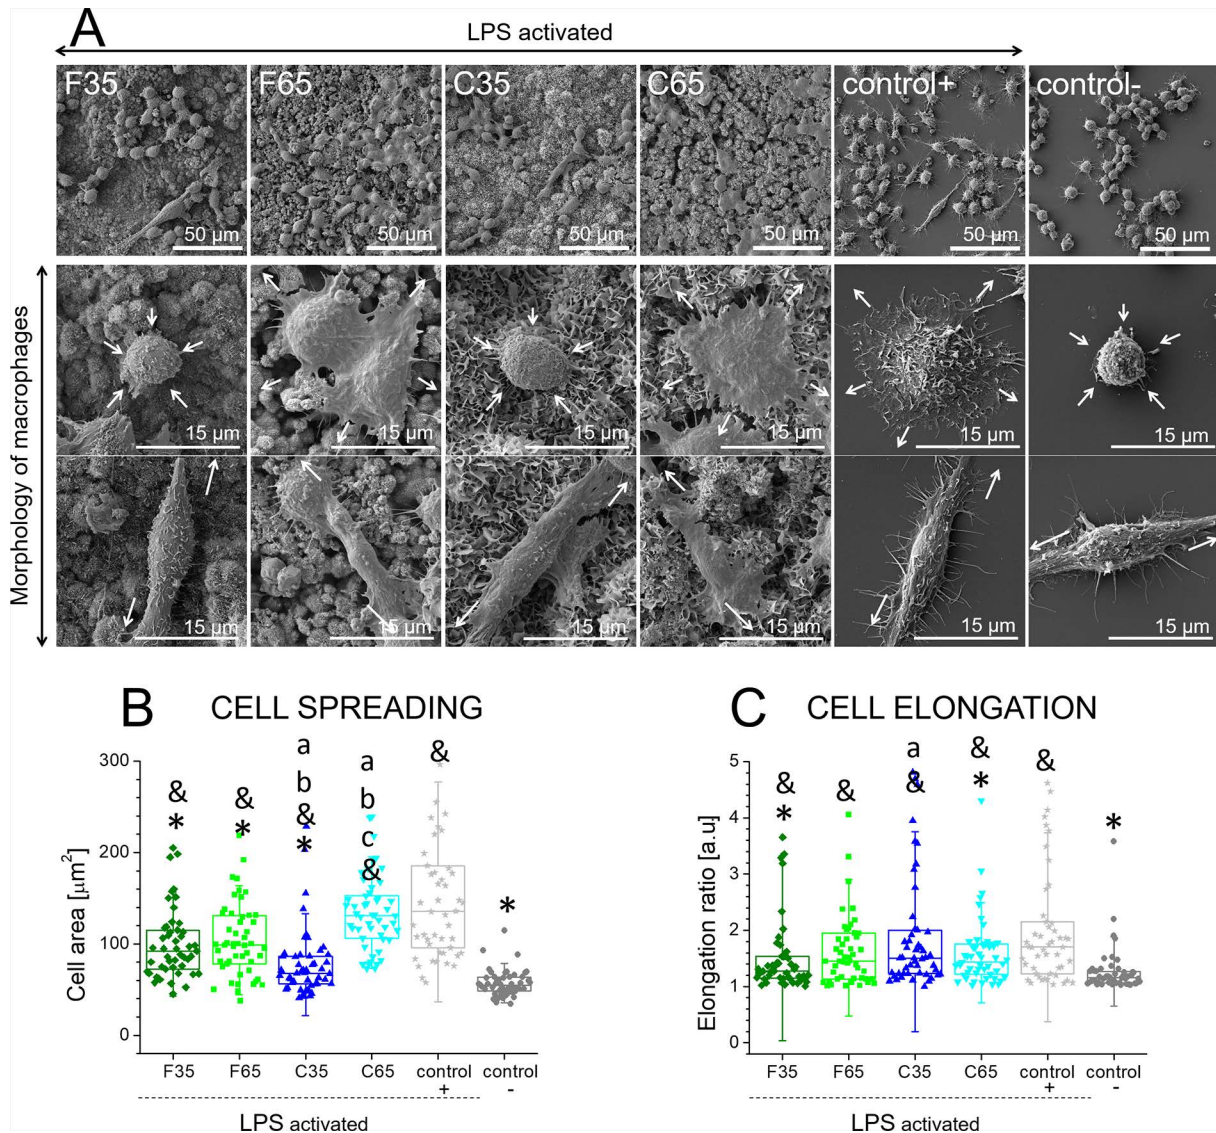 A
LPS activated
F35 F65 C35 C65 control+ control-
50 µm 50 µm 50 µm 50 µm 50 µm 50 µm
Morphology of macrophages
15 µm 15 µm 15 µm 15 µm 15 µm 15 µm
15 µm 15 µm 15 µm 15 µm 15 µm 15 µm
B CELL SPREADING
Cell area [µm²]
300
200
100
0
& * & * a b & * a b c & & *
F35 F65 C35 C65 control + control -
LPS activated
C CELL ELONGATION
Elongation ratio [a.u]
5
4
3
2
1
0
& * & a & & * & *
F35 F65 C35 C65 control + control -
LPS activated